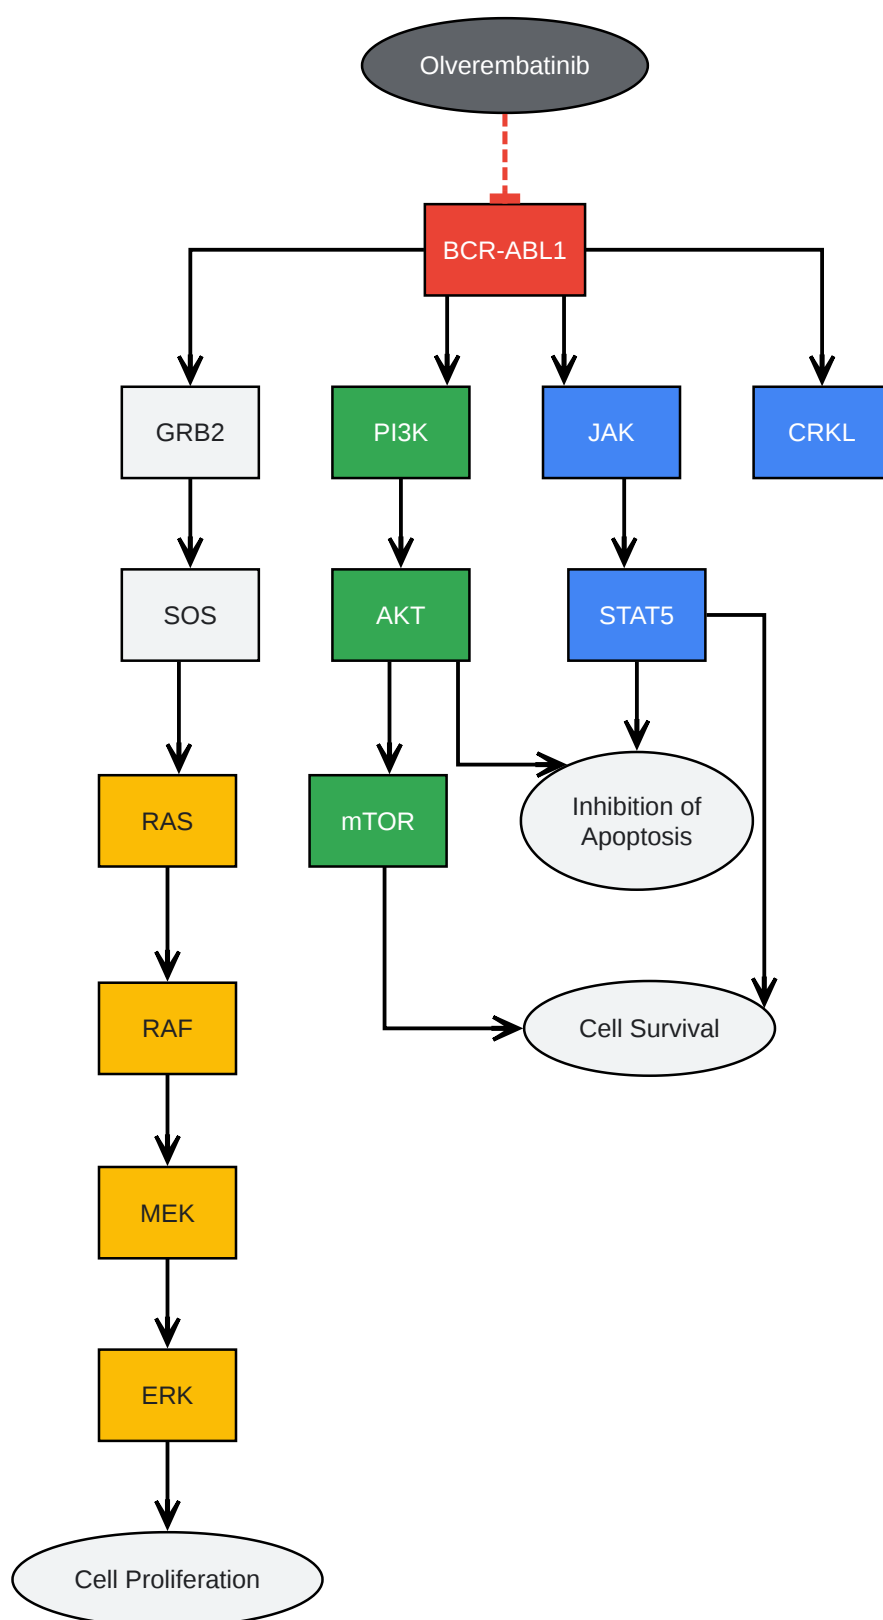 Olverembatinib
BCR-ABL1
GRB2
PI3K
JAK
CRKL
SOS
AKT
STAT5
RAS
mTOR
Inhibition of
Apoptosis
RAF
Cell Survival
MEK
ERK
Cell Proliferation